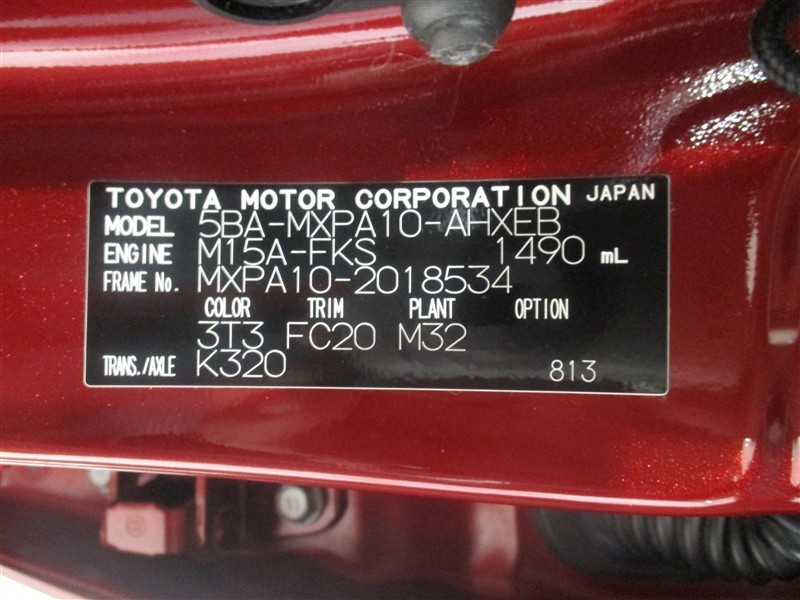 TOYOTA MOTOR CORPORATION JAPAN
MODEL 5BA-MXPA10-AHXEB
ENGINE M15A-FKS 1490 mL
FRAME No. MXPA10-2018534
COLOR TRIM PLANT OPTION
3T3 FC20 M32
TRANS./AXLE K320 813